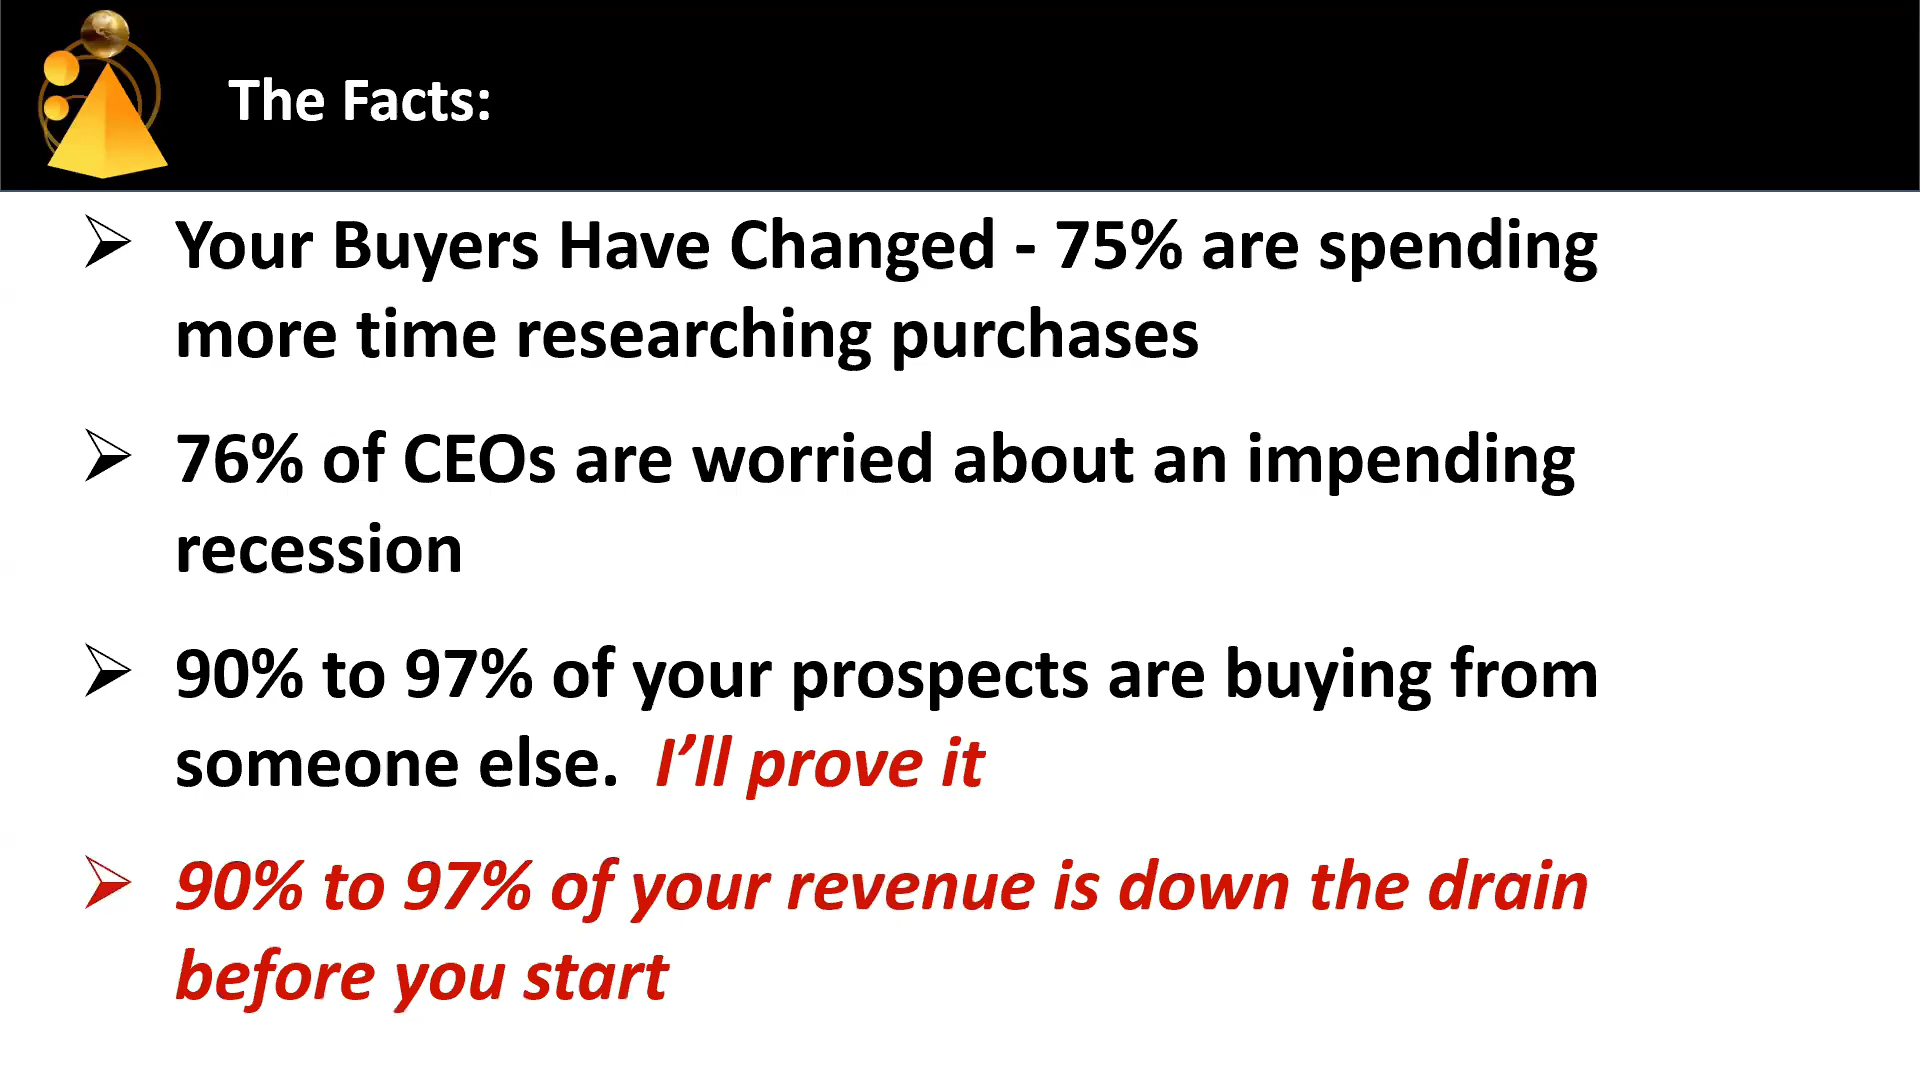 The Facts:
Your Buyers Have Changed - 75% are spending
more time researching purchases
76% of CEOs are worried about an impending
recession
90% to 97% of your prospects are buying from
someone else.  I’ll prove it
90% to 97% of your revenue is down the drain
before you start